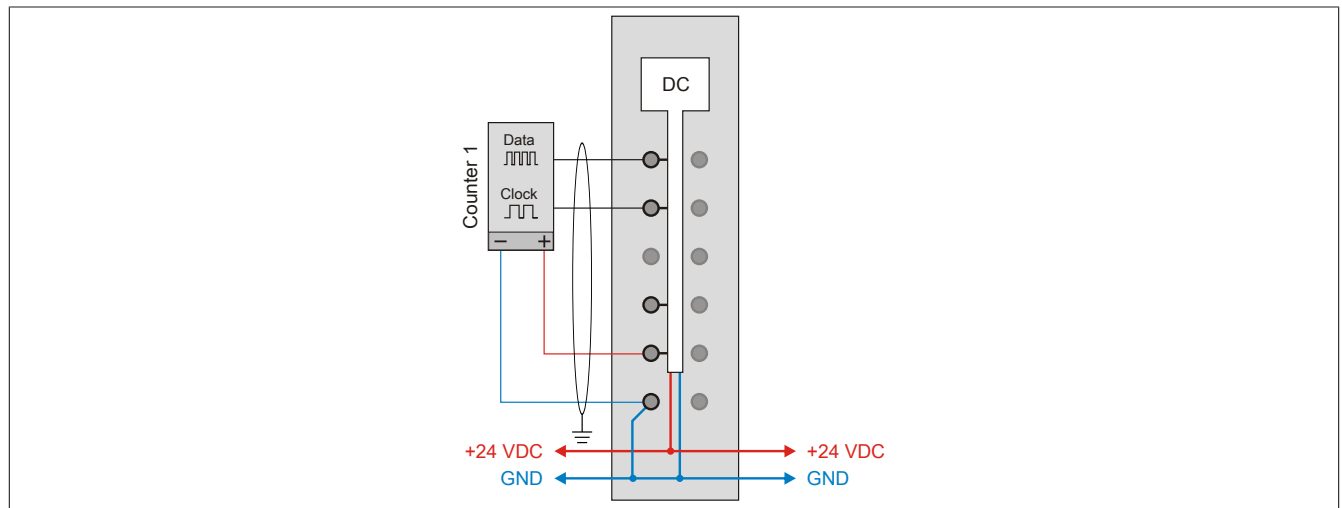 DC
Data
Clock
Counter 1
− +
+24 VDC
+24 VDC
GND
GND